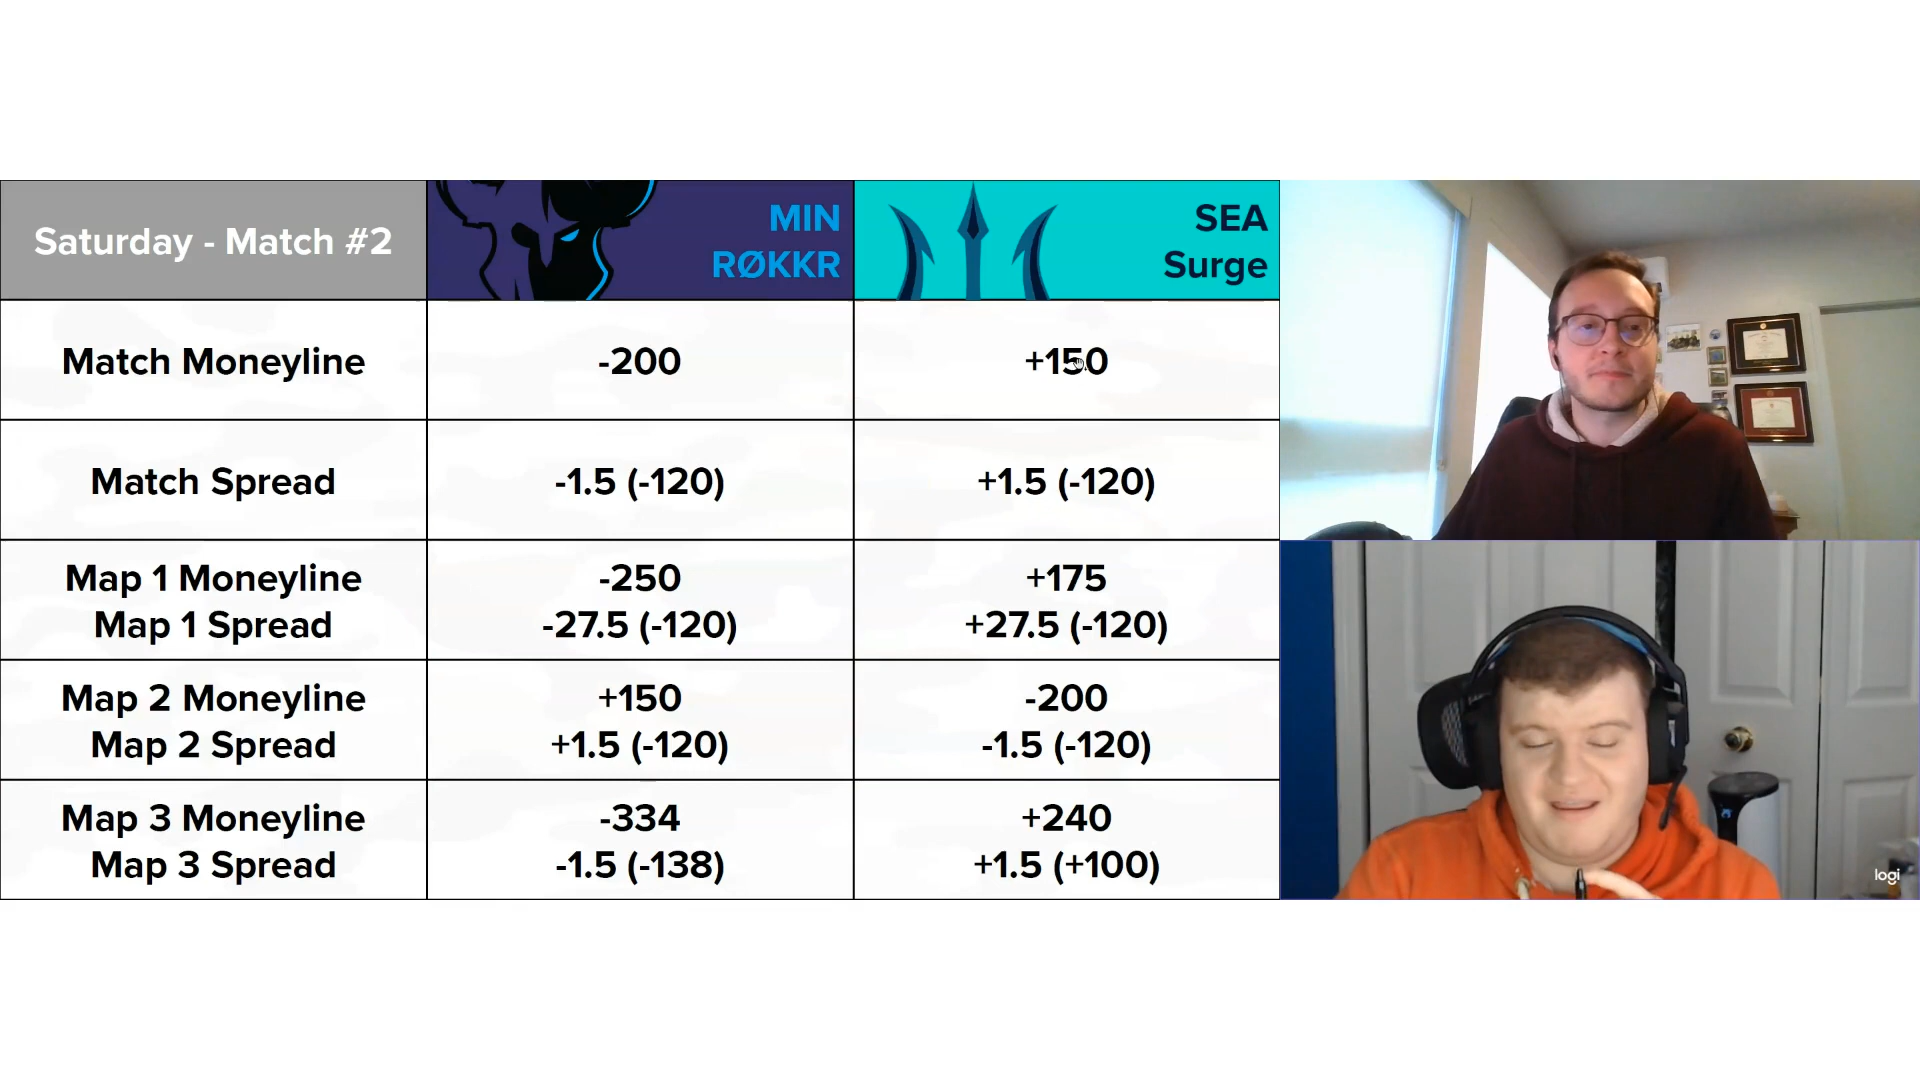 Saturday - Match #2
MIN
RØKKR
SEA
Surge
Match Moneyline
-200
+150
Match Spread
-1.5 (-120)
+1.5 (-120)
Map 1 Moneyline
Map 1 Spread
-250
-27.5 (-120)
+175
+27.5 (-120)
Map 2 Moneyline
Map 2 Spread
+150
+1.5 (-120)
-200
-1.5 (-120)
Map 3 Moneyline
Map 3 Spread
-334
-1.5 (-138)
+240
+1.5 (+100)
logi